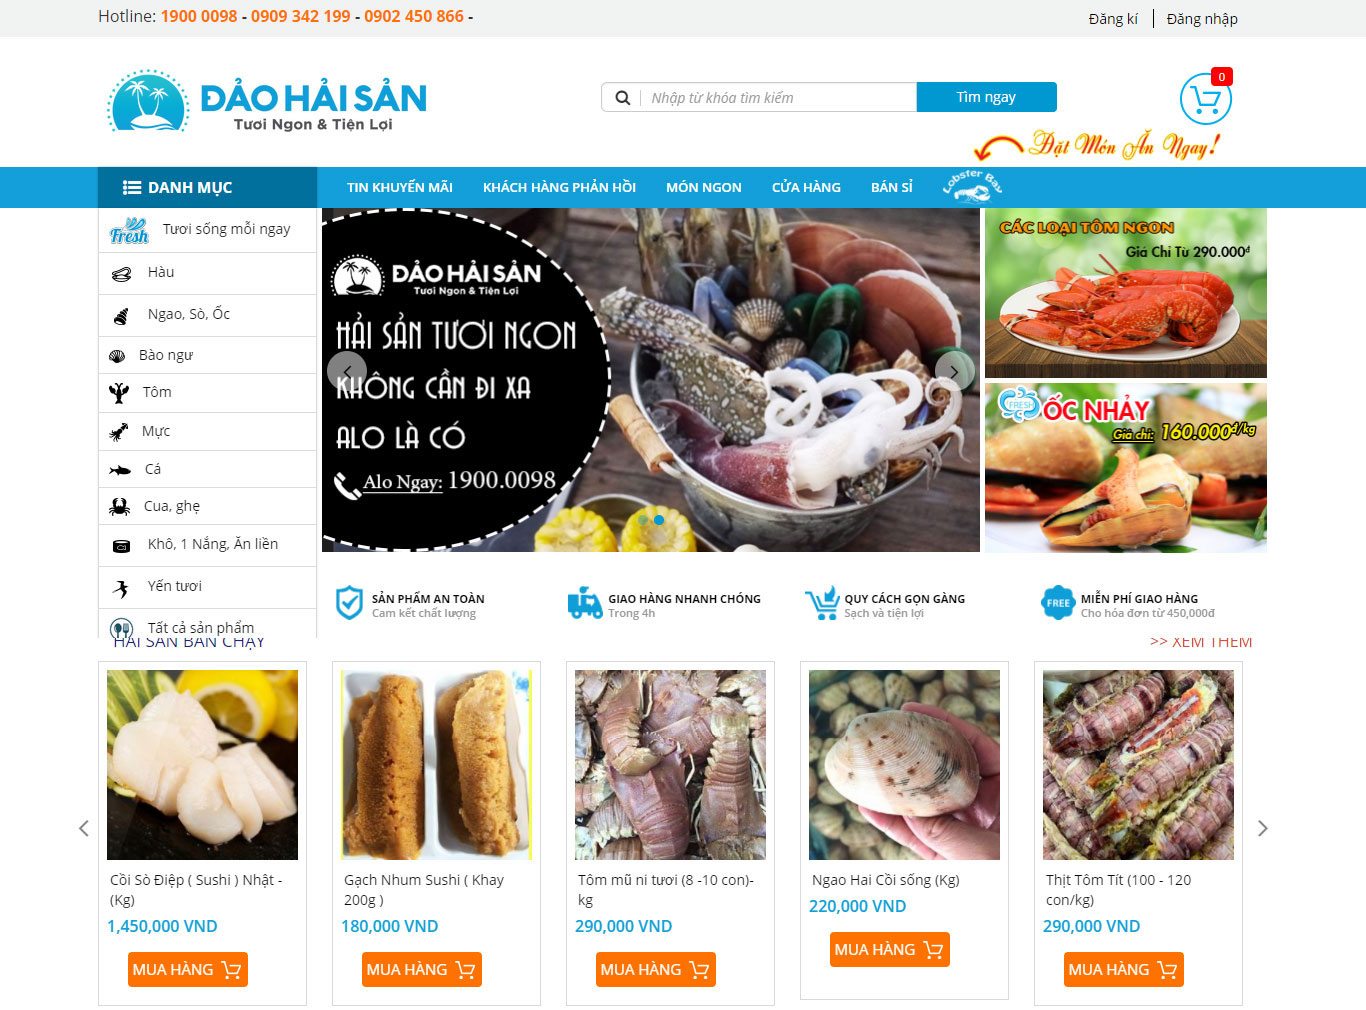 Hotline: 1900 0098 - 0909 342 199 - 0902 450 866 -
Đăng kí
Đăng nhập
ĐẢO HẢI SẢN
Tươi Ngon & Tiện Lợi
Nhập từ khóa tìm kiếm
Tìm ngay
0
Đặt Món Ăn Ngay!
DANH MỤC
TIN KHUYẾN MÃI
KHÁCH HÀNG PHẢN HỒI
MÓN NGON
CỬA HÀNG
BÁN SỈ
Lobster Bay
Fresh
Tươi sống mỗi ngay
Hàu
Ngao, Sò, Ốc
Bào ngư
Tôm
Mực
Cá
Cua, ghẹ
Khô, 1 Nắng, Ăn liền
Yến tươi
Tất cả sản phẩm
ĐẢO HẢI SẢN
Tươi Ngon & Tiện Lợi
HẢI SẢN TƯƠI NGON
KHÔNG CẦN ĐI XA
ALO LÀ CÓ
Alo Ngay: 1900.0098
CÁC LOẠI TÔM NGON
Giá Chỉ Từ 290.000đ
FRESH
ỐC NHẢY
Giá chỉ: 160.000đ/kg
SẢN PHẨM AN TOÀN
Cam kết chất lượng
GIAO HÀNG NHANH CHÓNG
Trong 4h
QUY CÁCH GỌN GÀNG
Sạch và tiện lợi
FREE
MIỄN PHÍ GIAO HÀNG
Cho hóa đơn từ 450,000đ
HẢI SẢN BÁN CHẠY
>> XEM THÊM
Cồi Sò Điệp ( Sushi ) Nhật -
(Kg)
1,450,000 VND
MUA HÀNG
Gạch Nhum Sushi ( Khay
200g )
180,000 VND
MUA HÀNG
Tôm mũ ni tươi (8 -10 con)-
kg
290,000 VND
MUA HÀNG
Ngao Hai Cồi sống (Kg)
220,000 VND
MUA HÀNG
Thịt Tôm Tít (100 - 120
con/kg)
290,000 VND
MUA HÀNG